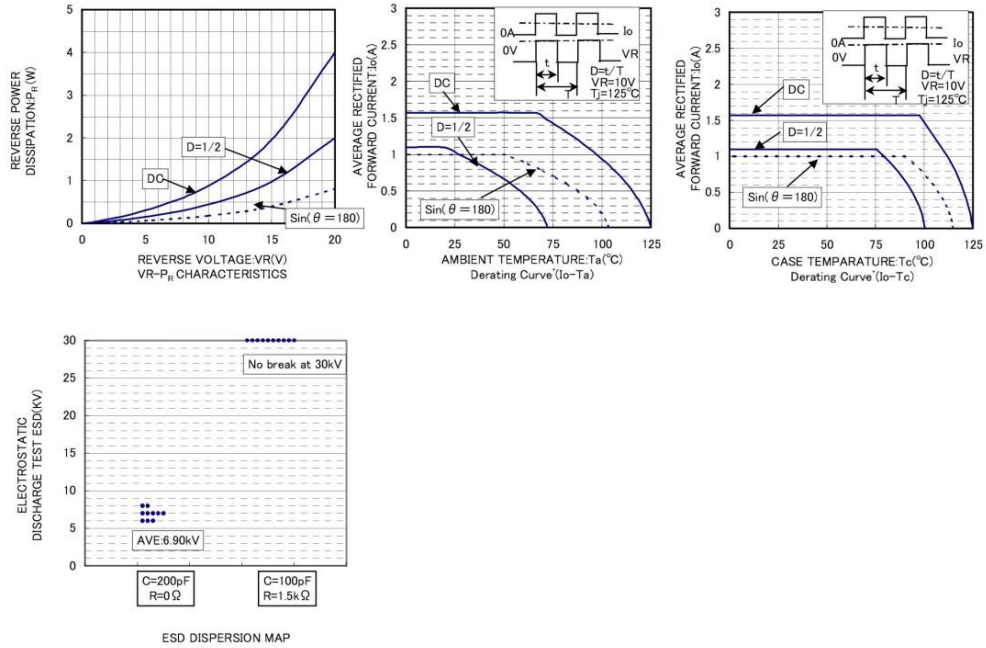 REVERSE POWER
DISSIPATION:PR(W)
5
4
3
2
1
0
DC
D=1/2
Sin(θ=180)
0
5
10
15
20
REVERSE VOLTAGE:VR(V)
VR-PR CHARACTERISTICS
AVERAGE RECTIFIED
FORWARD CURRENT:Io(A)
3
2.5
2
1.5
1
0.5
0
0A
0V
Io
VR
t
T
D=t/T
VR=10V
Tj=125℃
DC
D=1/2
Sin(θ=180)
0
25
50
75
100
125
AMBIENT TEMPERATURE:Ta(℃)
Derating Curve"(Io-Ta)
AVERAGE RECTIFIED
FORWARD CURRENT:Io(A)
3
2.5
2
1.5
1
0.5
0
0A
0V
Io
VR
t
T
D=t/T
VR=10V
Tj=125℃
DC
D=1/2
Sin(θ=180)
0
25
50
75
100
125
CASE TEMPARATURE:Tc(℃)
Derating Curve"(Io-Tc)
ELECTROSTATIC
DISCHARGE TEST ESD(KV)
30
25
20
15
10
5
0
No break at 30kV
AVE:6.90kV
C=200pF
R=0Ω
C=100pF
R=1.5kΩ
ESD DISPERSION MAP